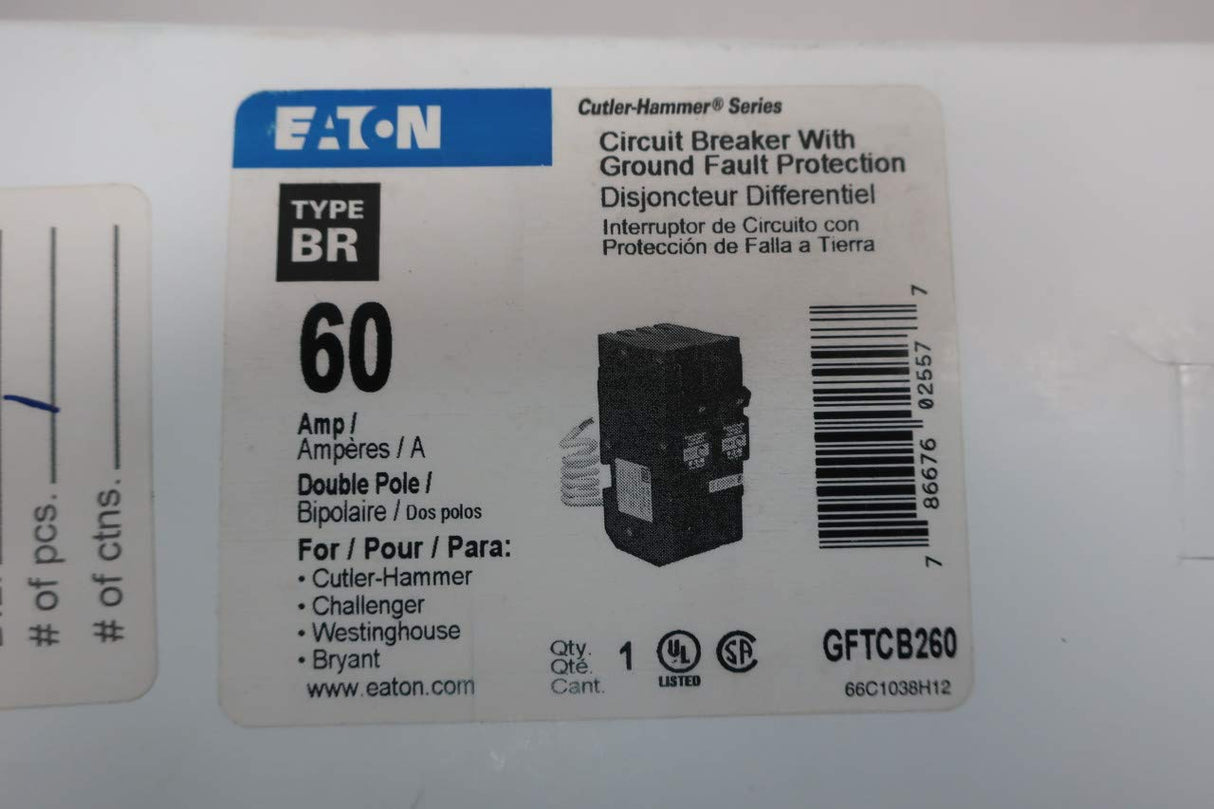 EATON
Cutler-Hammer® Series
Circuit Breaker With
Ground Fault Protection
Disjoncteur Differentiel
Interruptor de Circuito con
Protección de Falla a Tierra
TYPE
BR
60
Amp /
Ampères / A
Double Pole /
Bipolaire / Dos polos
For / Pour / Para:
• Cutler-Hammer
• Challenger
• Westinghouse
• Bryant
www.eaton.com
Qty.
Qté.
Cant.
1
UL
LISTED
SA
7 86676 02557 7
GFTCB260
66C1038H12
# of pcs.
# of ctns.